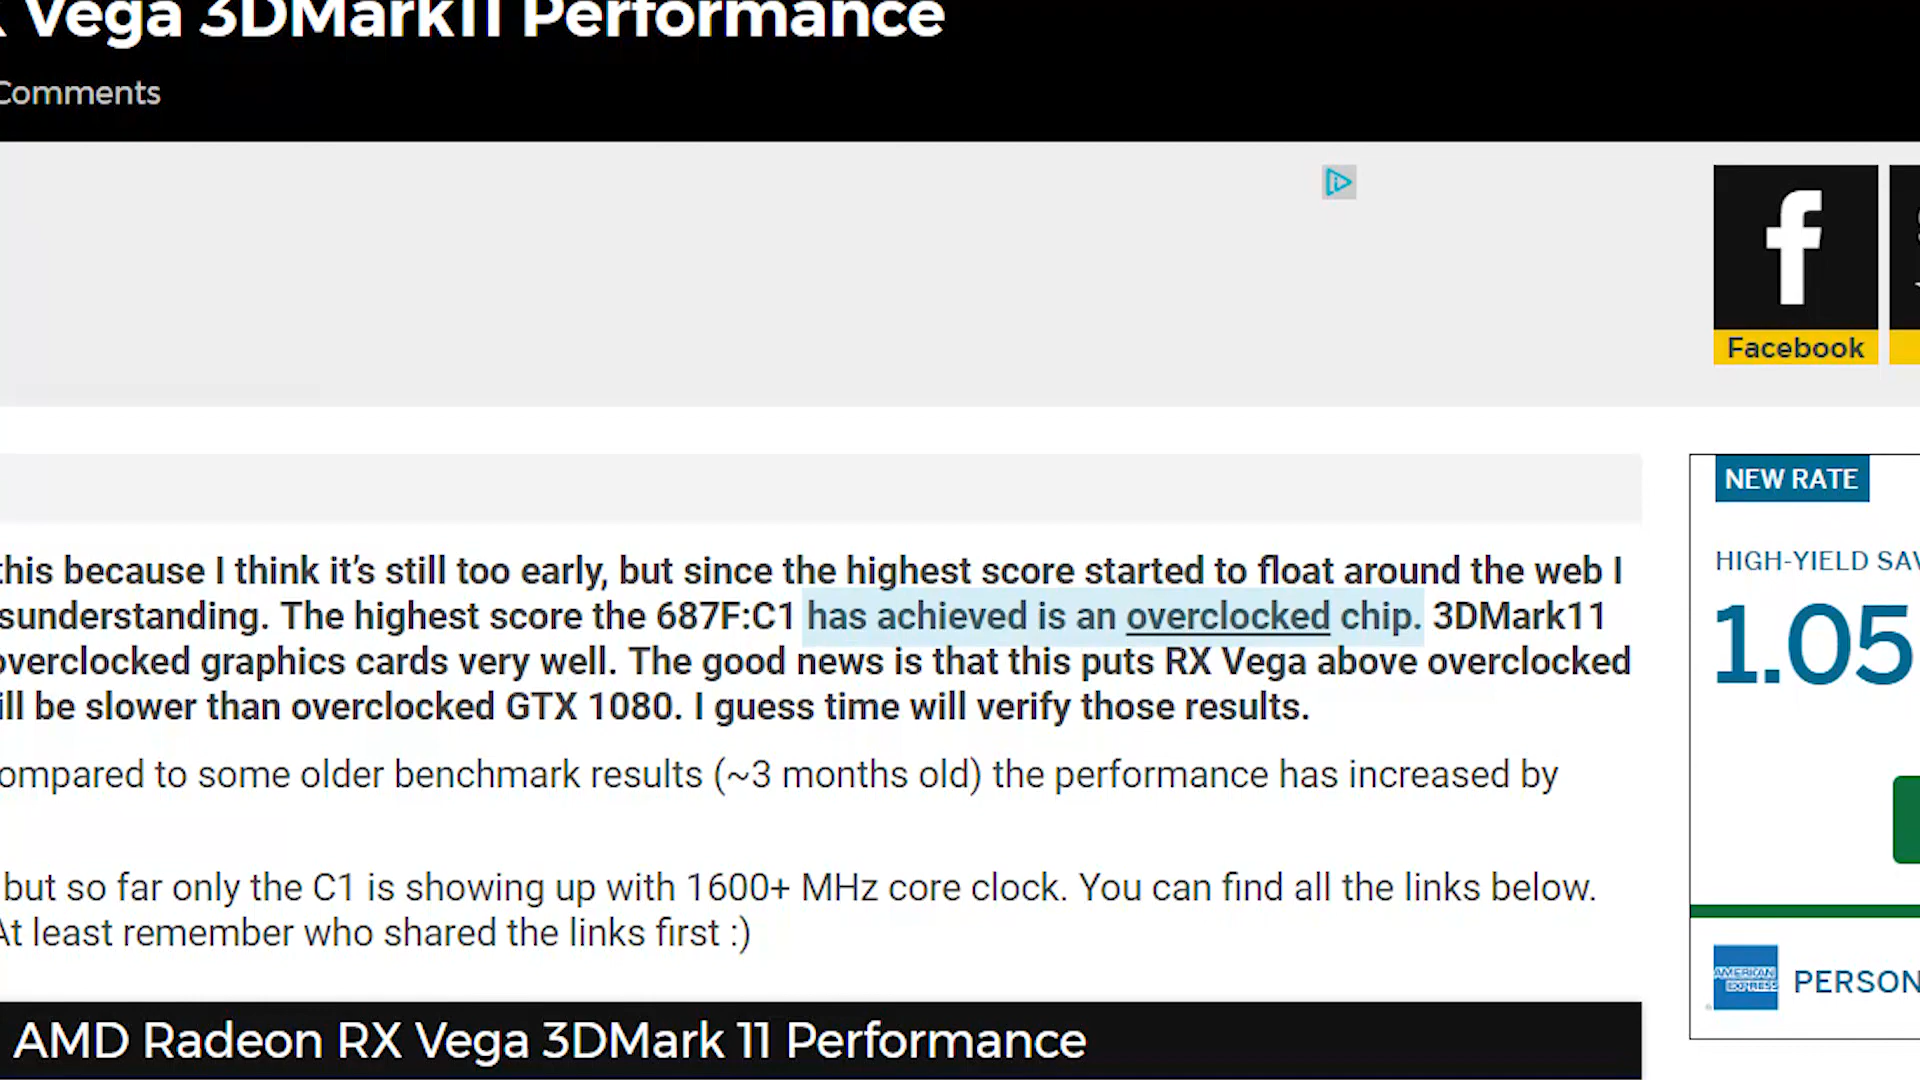 Vega 3DMark11 Performance
Comments
Facebook
NEW RATE
this because I think it's still too early, but since the highest score started to float around the web I
HIGH-YIELD
sunderstanding. The highest score the 687F:C1 has achieved is an overclocked chip. 3DMark11
1.05
overclocked graphics cards very well. The good news is that this puts RX Vega above overclocked
ill be slower than overclocked GTX 1080. I guess time will verify those results.
ompared to some older benchmark results (~3 months old) the performance has increased by
but so far only the C1 is showing up with 1600+ MHz core clock. You can find all the links below.
At least remember who shared the links first :)
AMERICAN
EXPRESS
PERSON
AMD Radeon RX Vega 3DMark 11 Performance